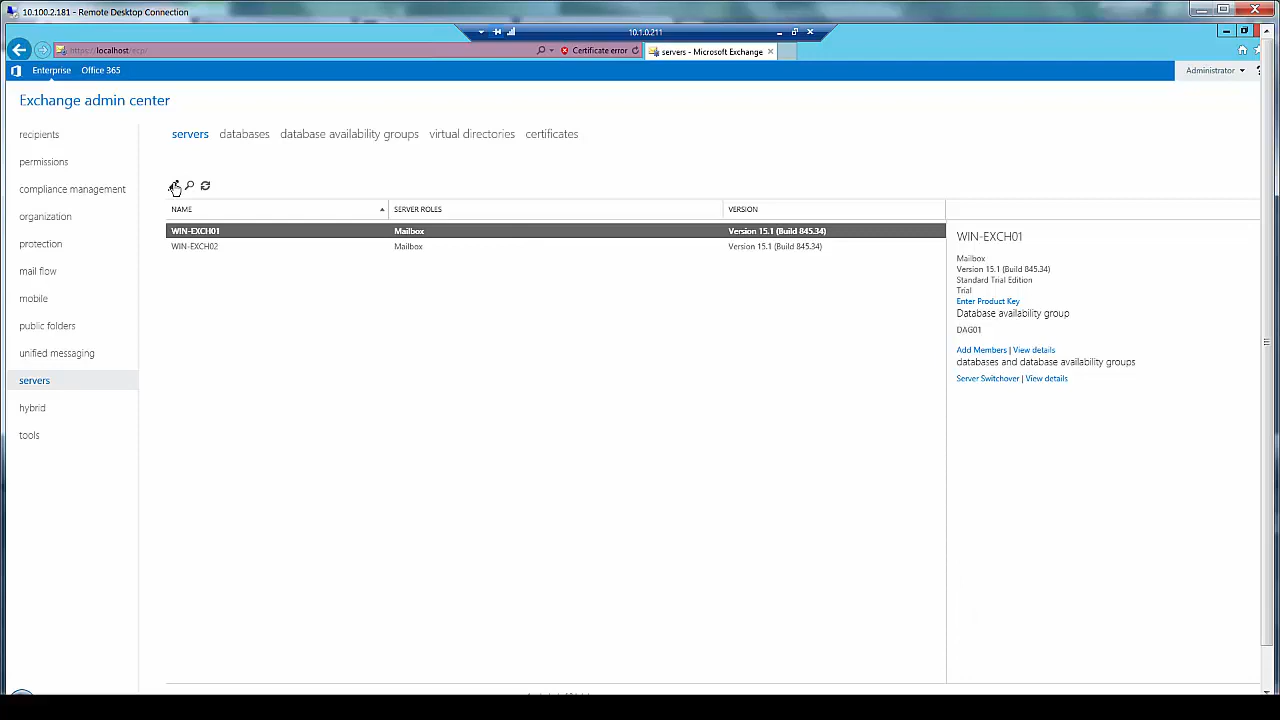 10.100.2.181 - Remote Desktop Connection
10.1.0.211
https://localhost/ecp/
Certificate error
servers - Microsoft Exchange
Enterprise Office 365
Administrator
?
Exchange admin center
recipients
permissions
compliance management
organization
protection
mail flow
mobile
public folders
unified messaging
servers
hybrid
tools
servers databases database availability groups virtual directories certificates
NAME SERVER ROLES VERSION
WIN-EXCH01 Mailbox Version 15.1 (Build 845.34)
WIN-EXCH02 Mailbox Version 15.1 (Build 845.34)
WIN-EXCH01
Mailbox
Version 15.1 (Build 845.34)
Standard Trial Edition
Trial
Enter Product Key
Database availability group
DAG01
Add Members | View details
databases and database availability groups
Server Switchover | View details